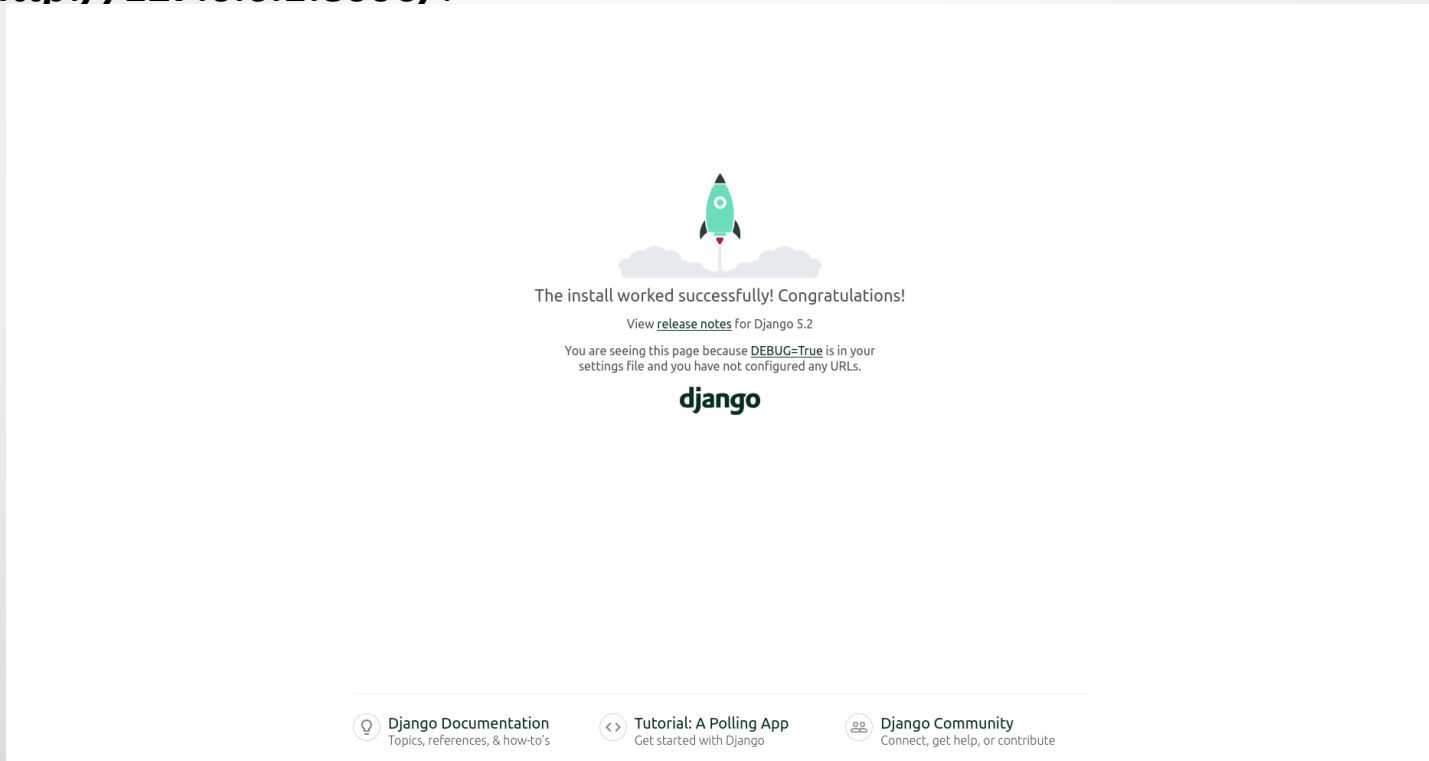 The install worked successfully! Congratulations!
View release notes for Django 5.2
You are seeing this page because DEBUG=True is in your
settings file and you have not configured any URLs.
django
Django Documentation
Topics, references, & how-to's
Tutorial: A Polling App
Get started with Django
Django Community
Connect, get help, or contribute